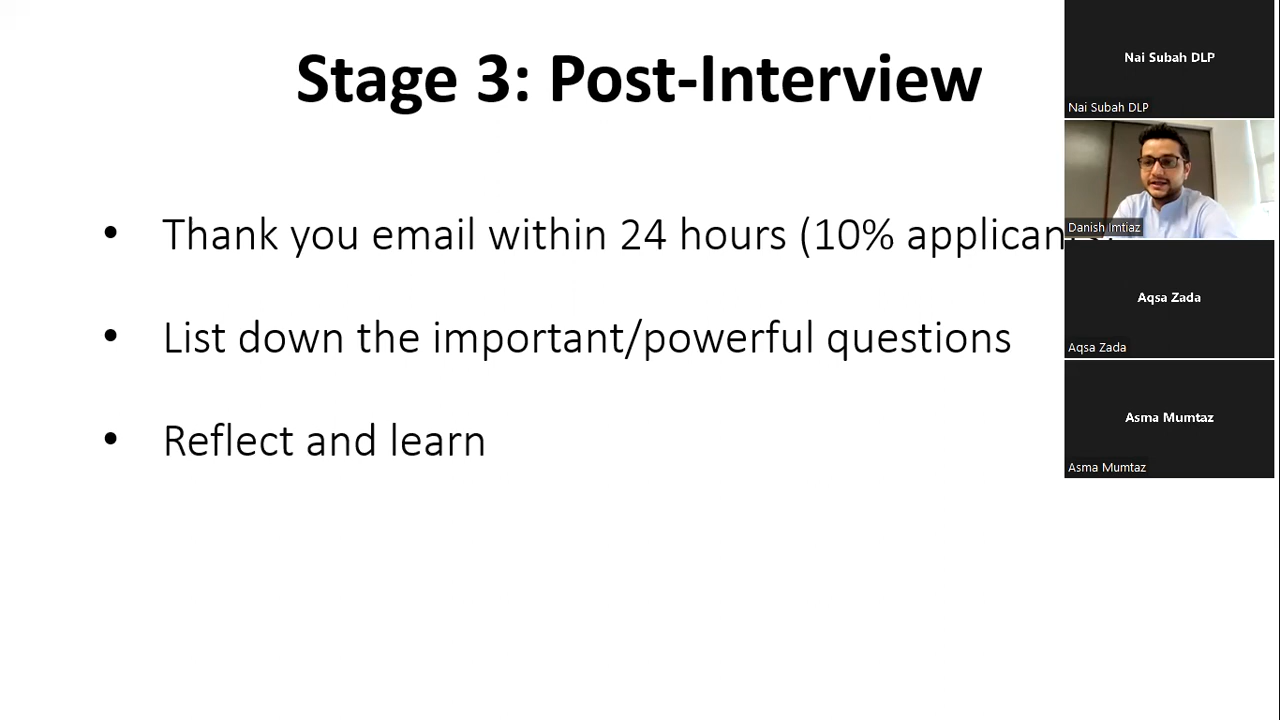 Stage 3: Post-Interview
• Thank you email within 24 hours (10%
• List down the important/powerful questions
• Reflect and learn
Nai Subah DLP
Nai Subah DLP
Danish Imtiaz
Aqsa Zada
Aqsa Zada
Asma Mumtaz
Asma Mumtaz